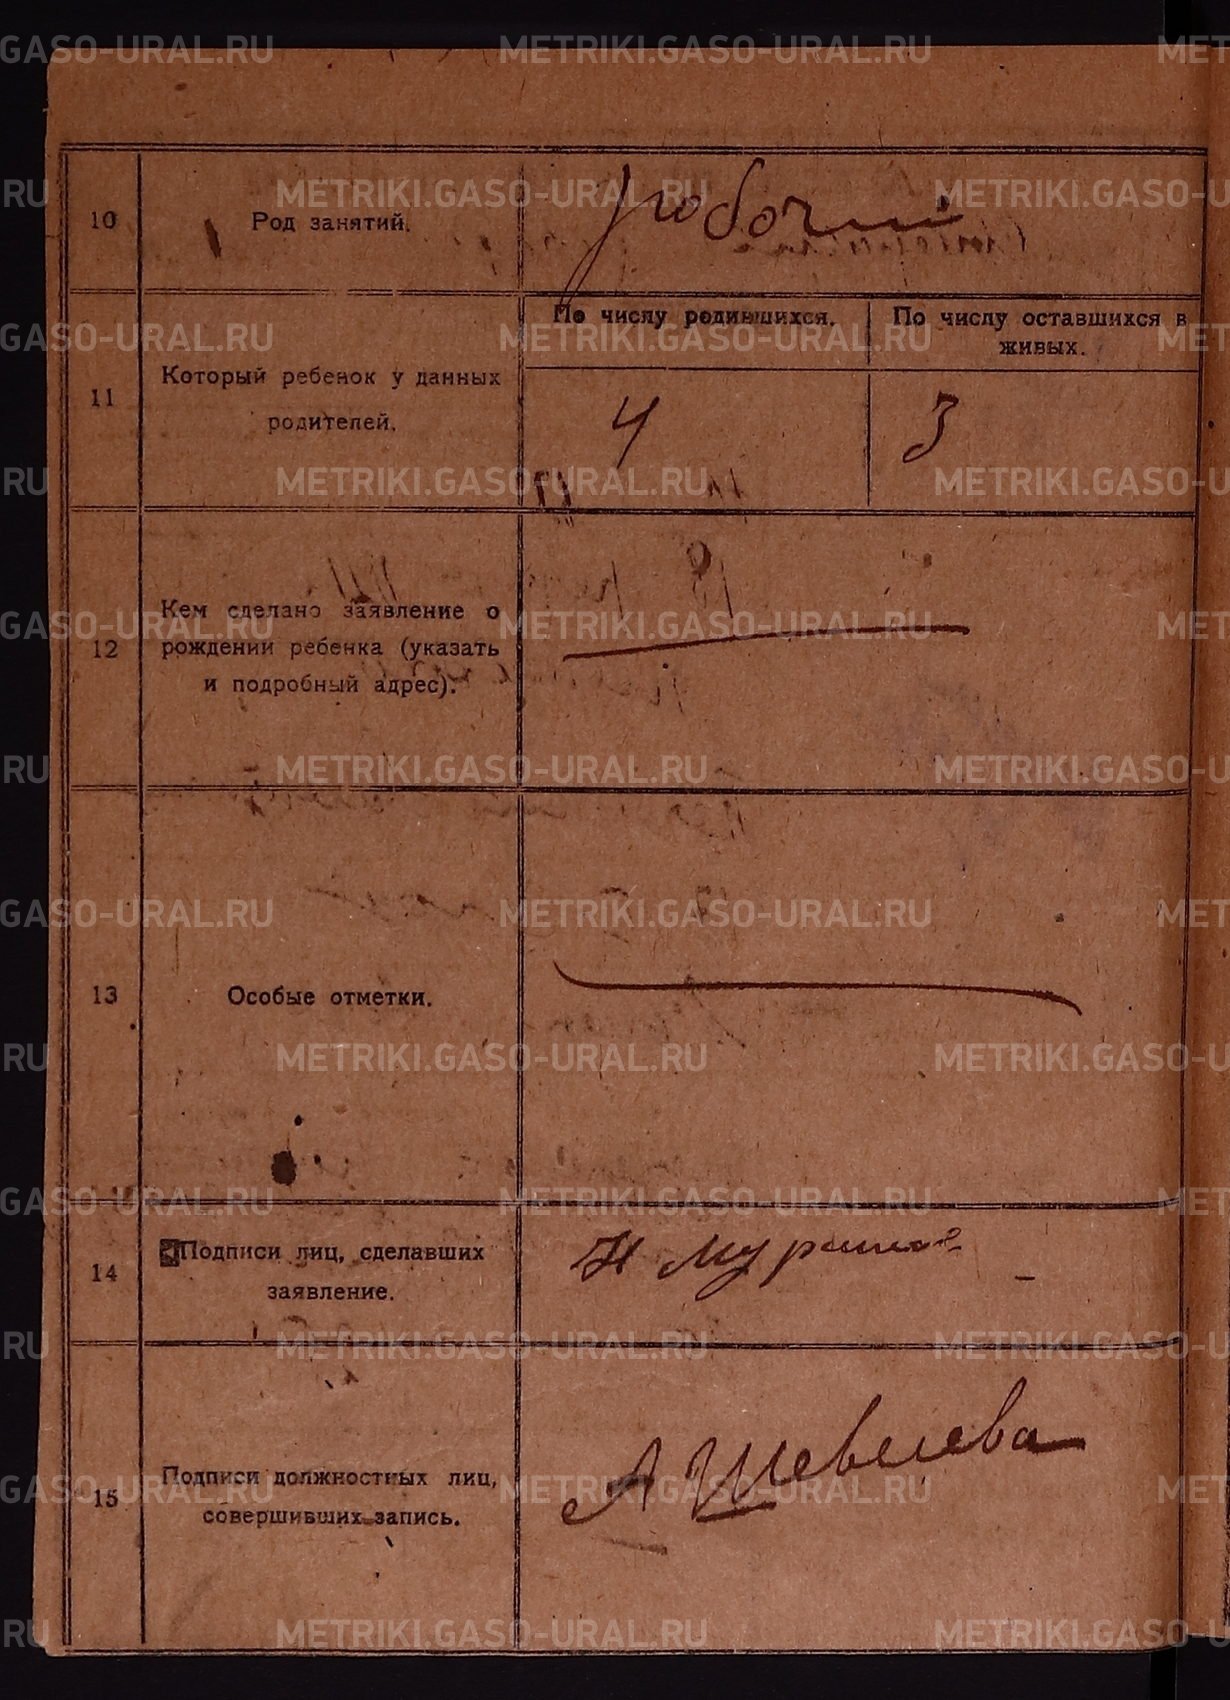 10 Род занятий. рабочий
11 Который ребенок у данных родителей.
По числу родившихся. По числу оставшихся в живых.
4 3
12 Кем сделано заявление о
рождении ребенка (указать
и подробный адрес).
13 Особые отметки.
14 Подписи лиц, сделавших
заявление.
Н
15 Подписи должностных лиц,
совершивших запись.
А Шевелева
METRIKI.GASO-URAL.RU